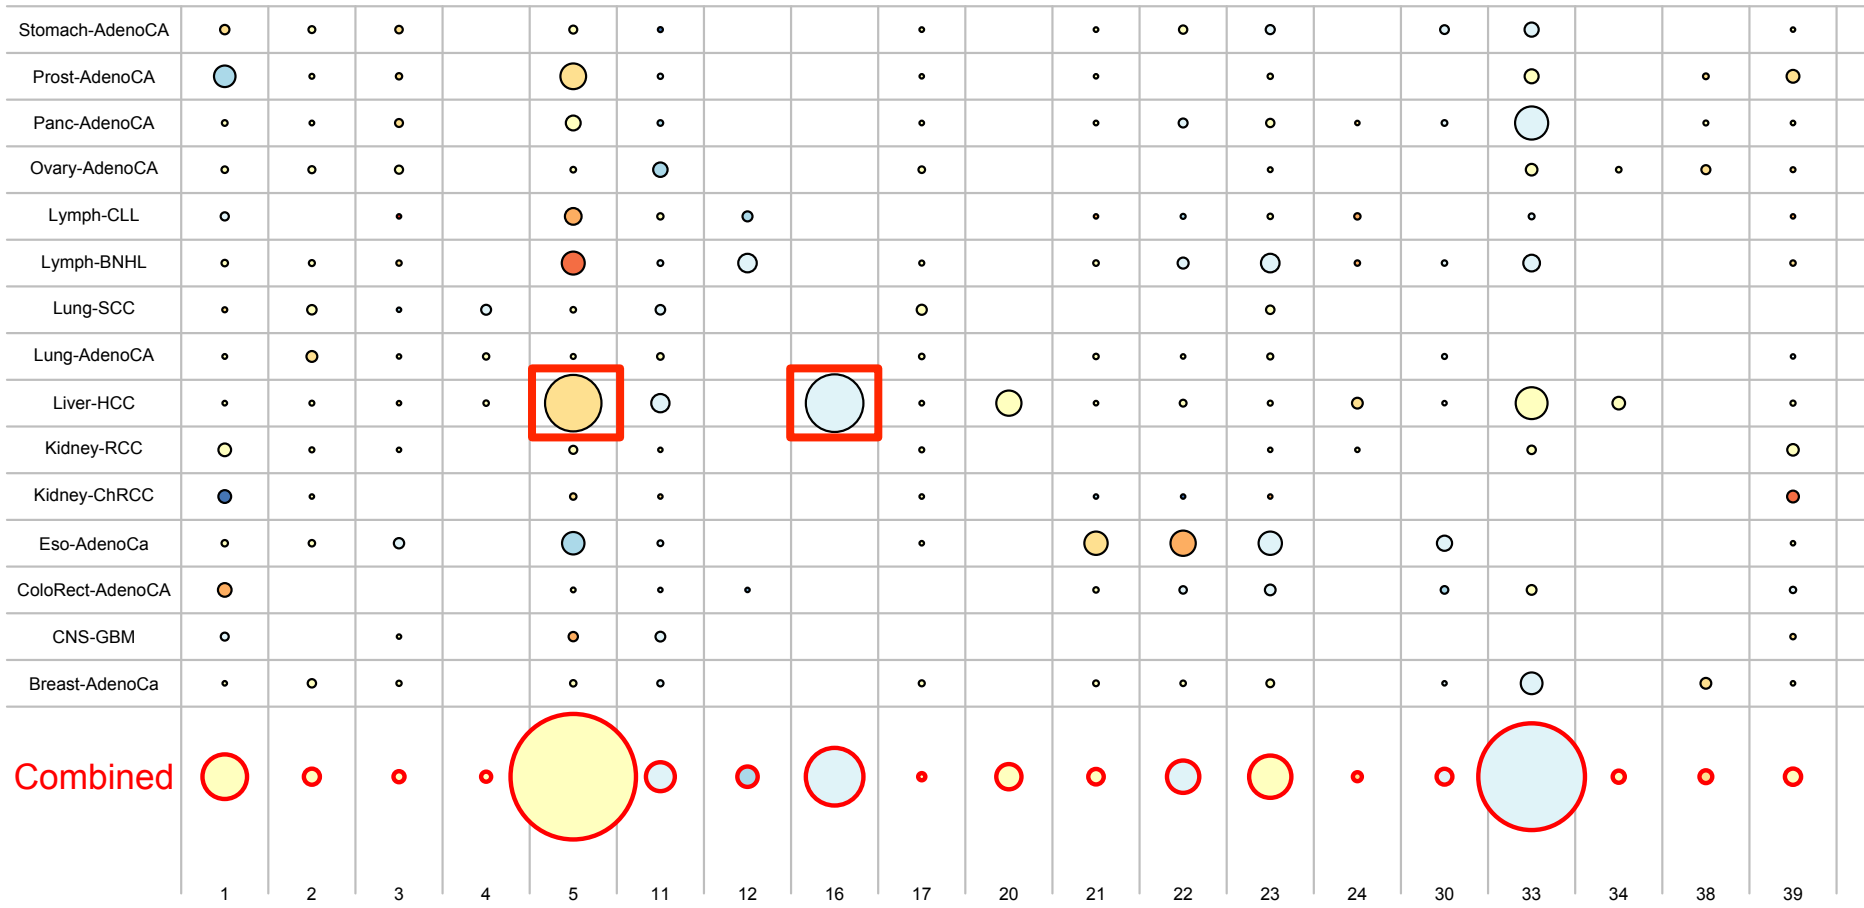 Stomach-AdenoCA
Prost-AdenoCA
Panc-AdenoCA
Ovary-AdenoCA
Lymph-CLL
Lymph-BNHL
Lung-SCC
Lung-AdenoCA
Liver-HCC
Kidney-RCC
Kidney-ChRCC
Eso-AdenoCa
ColoRect-AdenoCA
CNS-GBM
Breast-AdenoCa
Combined
1 2 3 4 5 11 12 16 17 20 21 22 23 24 30 33 34 38 39